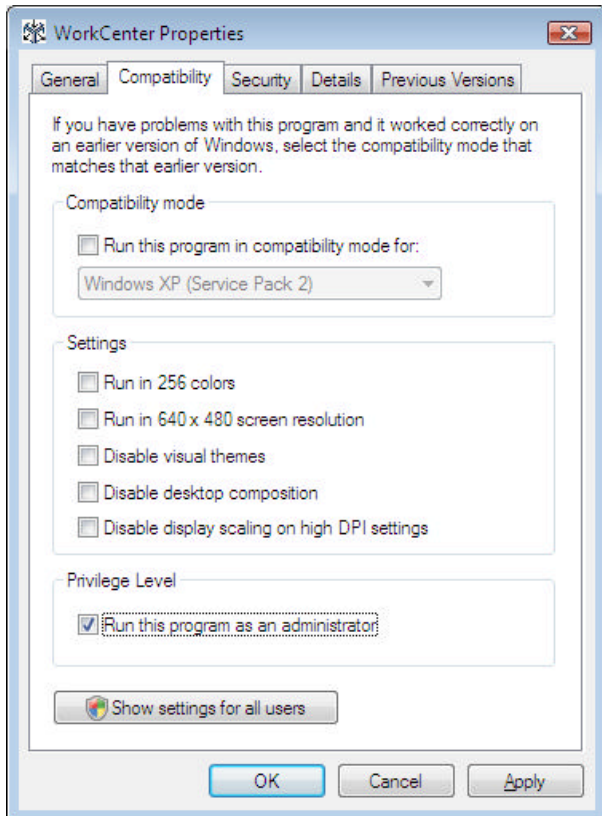 WorkCenter Properties
General Compatibility Security Details Previous Versions
If you have problems with this program and it worked correctly on
an earlier version of Windows, select the compatibility mode that
matches that earlier version.
Compatibility mode
Run this program in compatibility mode for:
Windows XP (Service Pack 2)
Settings
Run in 256 colors
Run in 640 x 480 screen resolution
Disable visual themes
Disable desktop composition
Disable display scaling on high DPI settings
Privilege Level
Run this program as an administrator
Show settings for all users
OK Cancel Apply